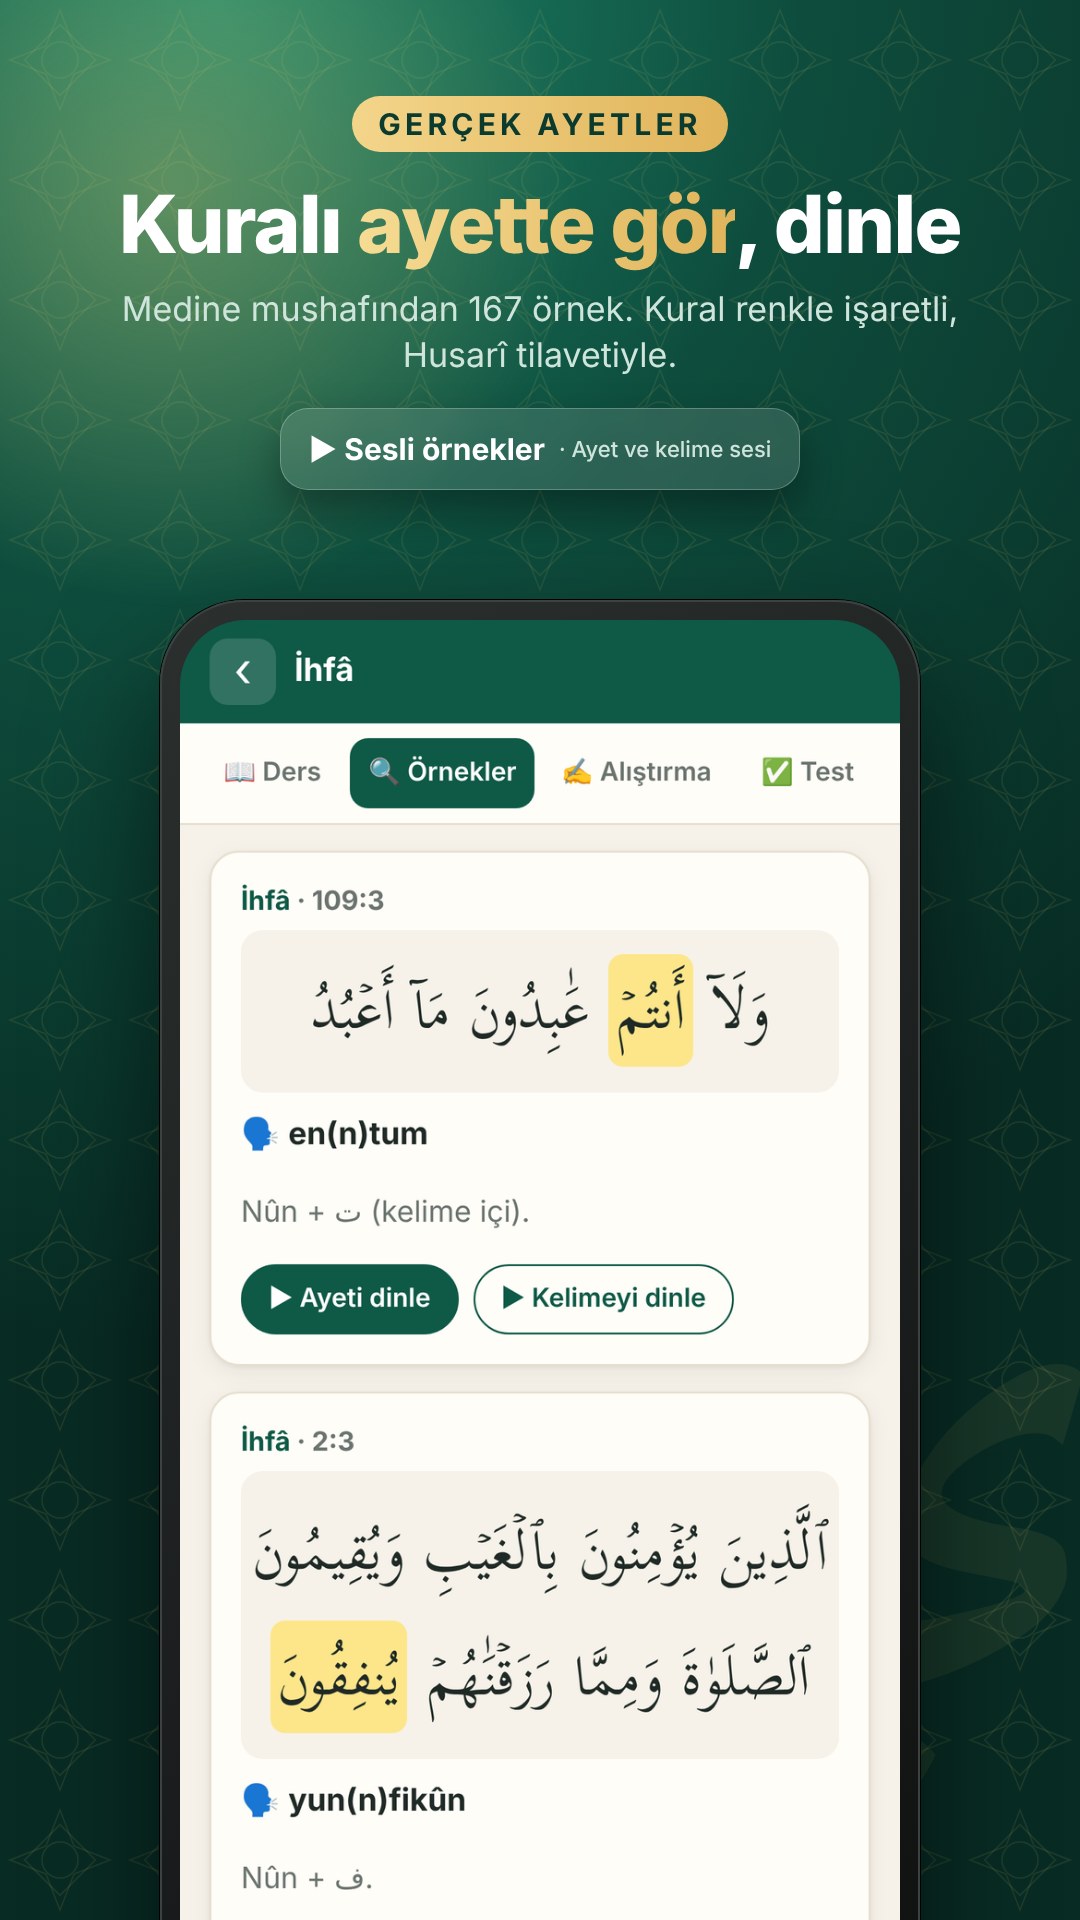 GERÇEK AYETLER
Kuralı ayette gör, dinle
Medine mushafından 167 örnek. Kural renkle işaretli,
Husarî tilavetiyle.
▶ Sesli örnekler · Ayet ve kelime sesi
‹ İhfâ
📖 Ders 🔍 Örnekler ✍️ Alıştırma ✅ Test
İhfâ · 109:3
وَلَآ أَنتُمۡ عَٰبِدُونَ مَآ أَعۡبُدُ
🗣️ en(n)tum
Nûn + ت (kelime içi).
▶ Ayeti dinle ▶ Kelimeyi dinle
İhfâ · 2:3
ٱلَّذِينَ يُؤۡمِنُونَ بِٱلۡغَيۡبِ وَيُقِيمُونَ
ٱلصَّلَوٰةَ وَمِمَّا رَزَقۡنَٰهُمۡ يُنفِقُونَ
🗣️ yun(n)fikûn
Nûn + ف.